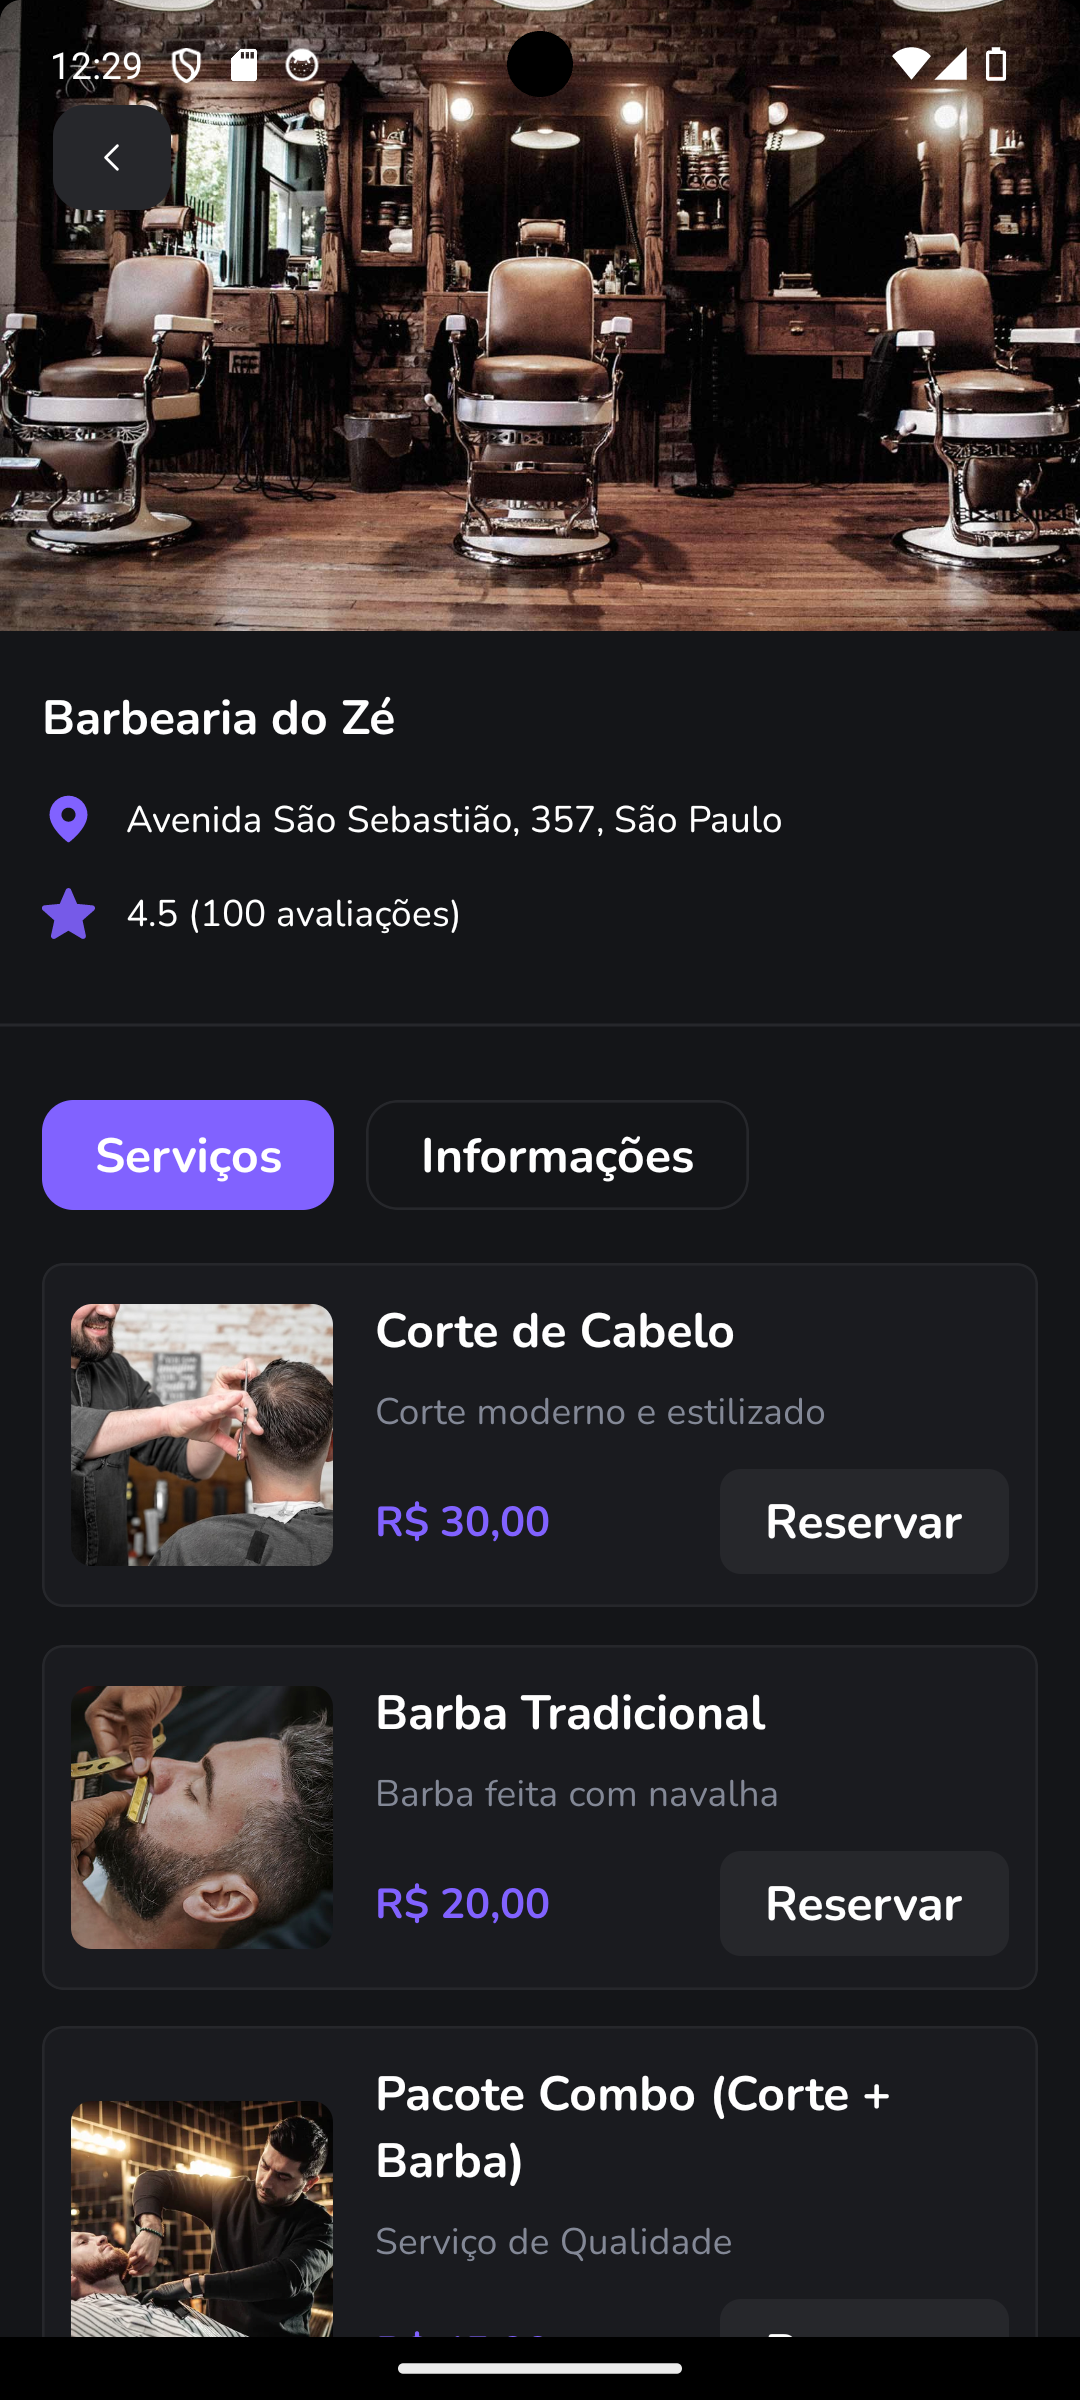 12:29
Barbearia do Zé
Avenida São Sebastião, 357, São Paulo
4.5 (100 avaliações)
Serviços
Informações
Corte de Cabelo
Corte moderno e estilizado
R$ 30,00
Reservar
Barba Tradicional
Barba feita com navalha
R$ 20,00
Reservar
Pacote Combo (Corte +
Barba)
Serviço de Qualidade